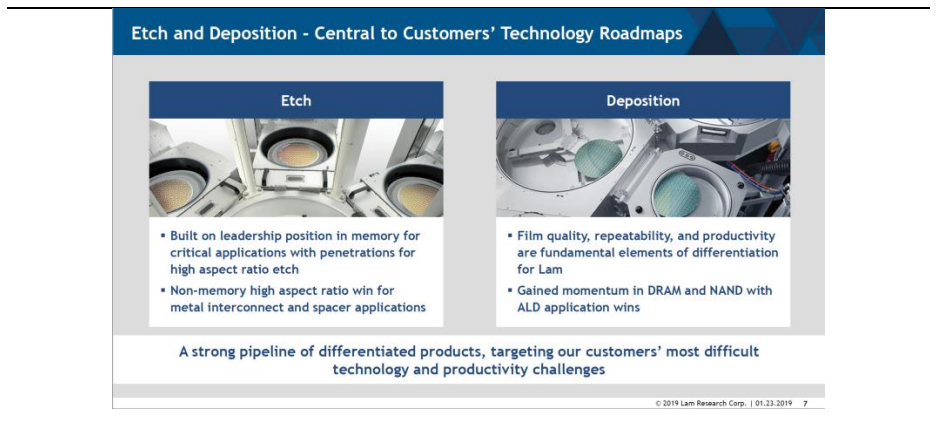 Etch and Deposition - Central to Customers' Technology Roadmaps
Etch
▪ Built on leadership position in memory for
critical applications with penetrations for
high aspect ratio etch
▪ Non-memory high aspect ratio win for
metal interconnect and spacer applications
Deposition
▪ Film quality, repeatability, and productivity
are fundamental elements of differentiation
for Lam
▪ Gained momentum in DRAM and NAND with
ALD application wins
A strong pipeline of differentiated products, targeting our customers' most difficult
technology and productivity challenges
© 2019 Lam Research Corp. | 01.23.2019 7